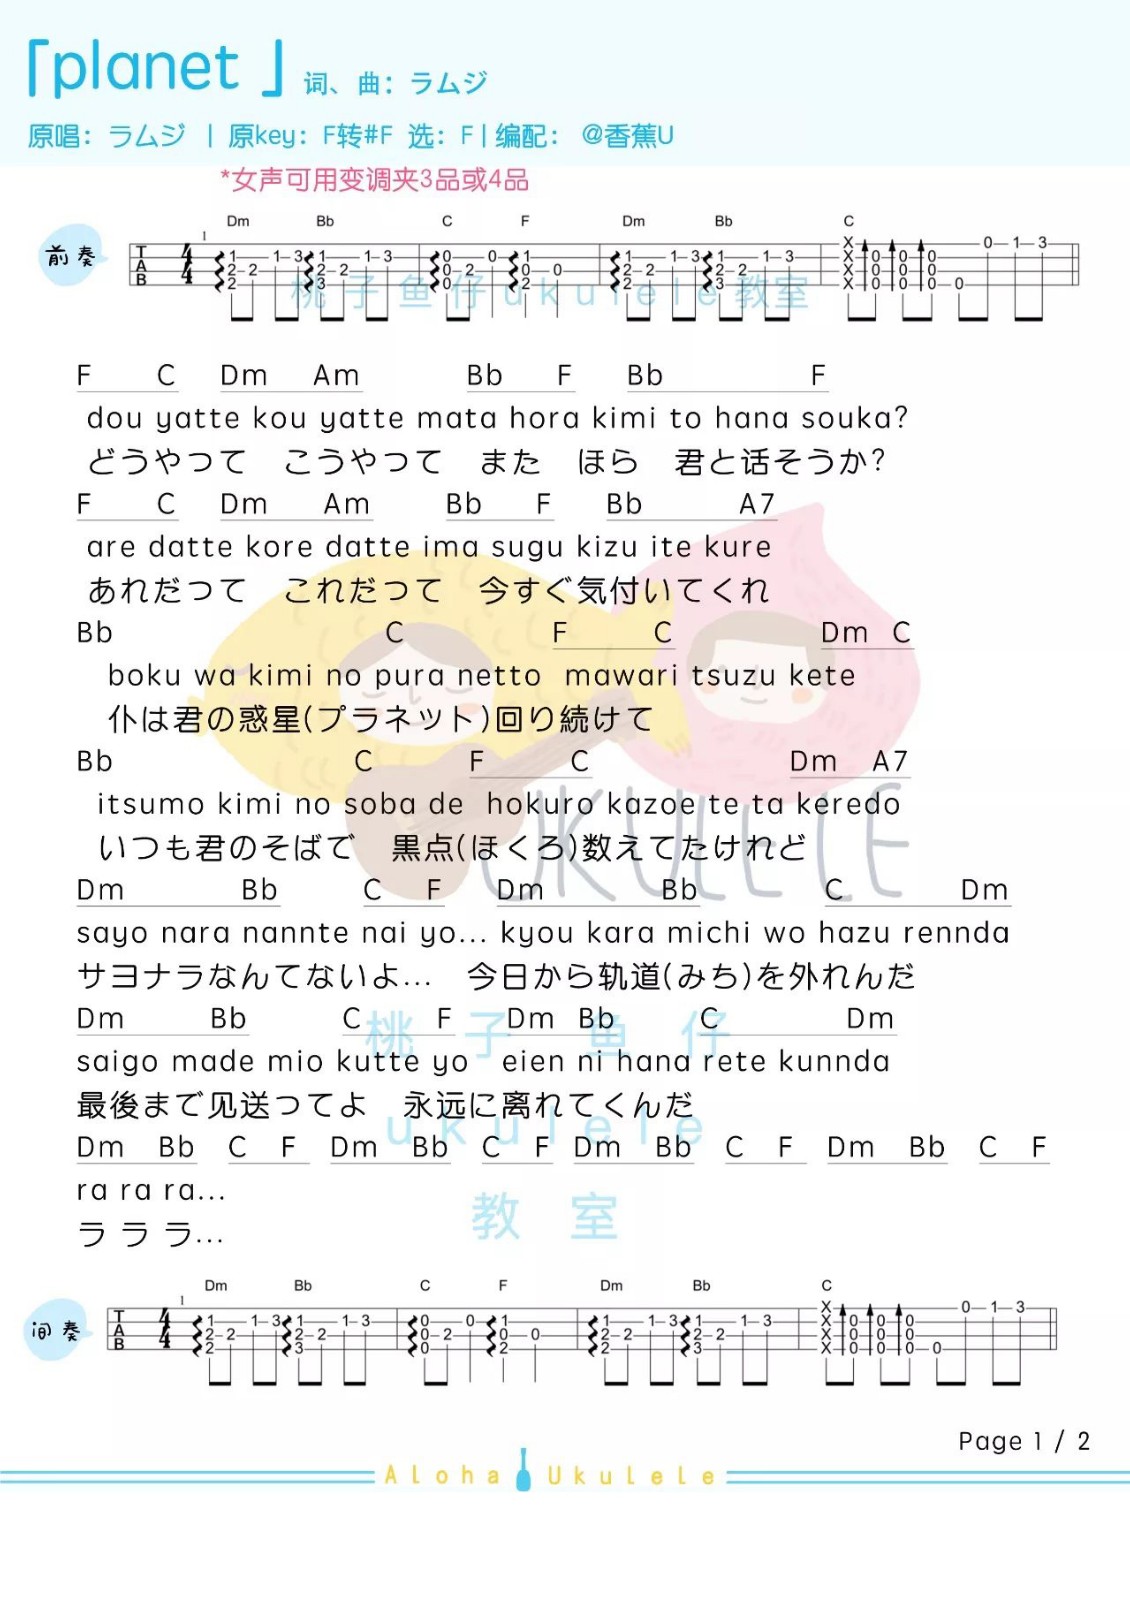 「planet 」 词、曲：ラムジ
原唱：ラムジ | 原key：F转#F 选：F | 编配： @香蕉U
*女声可用变调夹3品或4品
前奏
Dm Bb C F Dm Bb C
桃子鱼仔ukulele教室
F C Dm Am Bb F Bb F
dou yatte kou yatte mata hora kimi to hana souka?
どうやつて こうやつて また ほら 君と话そうか?
F C Dm Am Bb F Bb A7
are datte kore datte ima sugu kizu ite kure
あれだつて これだつて 今すぐ気付いてくれ
Bb C F C Dm C
boku wa kimi no pura netto mawari tsuzu kete
仆は君の惑星(プラネット)回り続けて
Bb C F C Dm A7
itsumo kimi no soba de hokuro kazoe te ta keredo
いつも君のそばで 黒点(ほくろ)数えてたけれど
UKULELE
Dm Bb C F Dm Bb C Dm
sayo nara nannte nai yo... kyou kara michi wo hazu rennda
サヨナラなんてないよ... 今日から轨道(みち)を外れんだ
Dm Bb C F Dm Bb C Dm
桃子鱼仔
saigo made mio kutte yo eien ni hana rete kunnda
最後まで见送つてよ 永远に离れてくんだ
ukulele
Dm Bb C F Dm Bb C F Dm Bb C F Dm Bb C F
ra ra ra...
教室
ラ ラ ラ...
间奏
Dm Bb C F Dm Bb C
Page 1 / 2
Aloha Ukulele